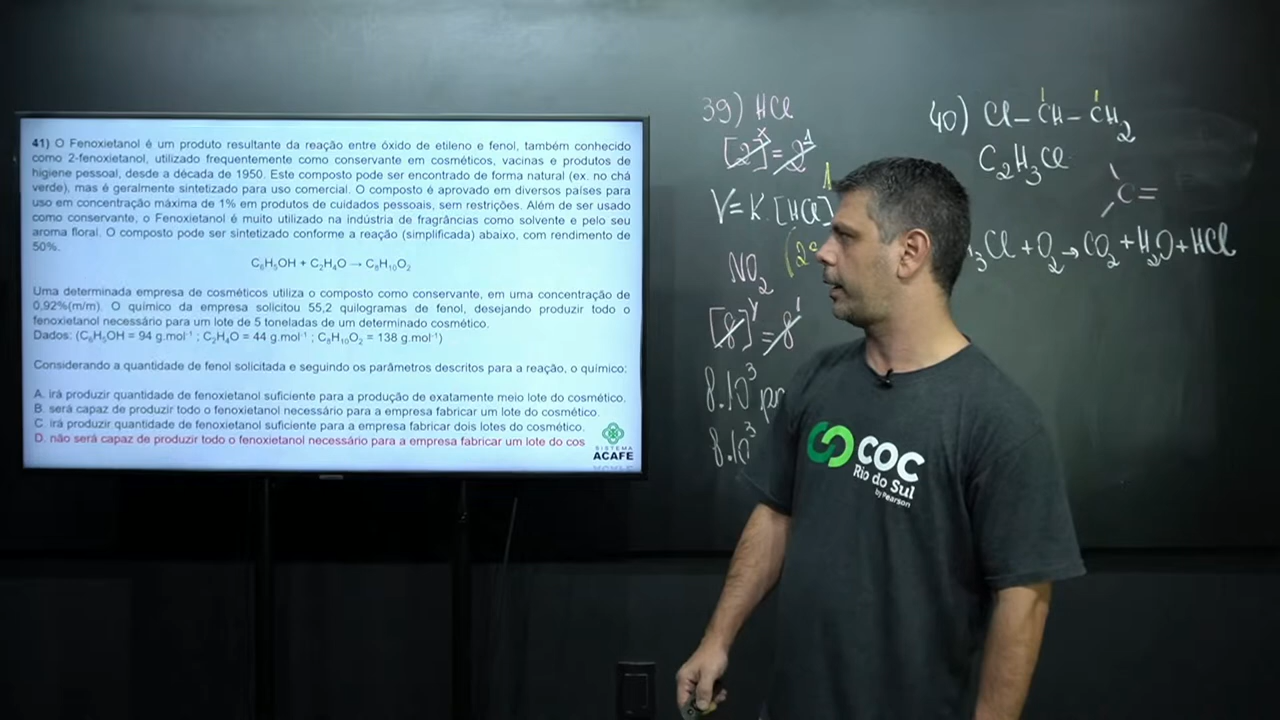 41) O Fenoxietanol é um produto resultante da reação entre óxido de etileno e fenol, também conhecido
como 2-fenoxietanol, utilizado frequentemente como conservante em cosméticos, vacinas e produtos de
higiene pessoal, desde a década de 1950. Este composto pode ser encontrado de forma natural (ex. no chá
verde), mas é geralmente sintetizado para uso comercial. O composto é aprovado em diversos países para
uso em concentração máxima de 1% em produtos de cuidados pessoais, sem restrições. Além de ser usado
como conservante, o Fenoxietanol é muito utilizado na indústria de fragrâncias como solvente e pelo seu
aroma floral. O composto pode ser sintetizado conforme a reação (simplificada) abaixo, com rendimento de
50%.
C₆H₅OH + C₂H₄O → C₈H₁₀O₂
Uma determinada empresa de cosméticos utiliza o composto como conservante, em uma concentração de
0,92%(m/m). O químico da empresa solicitou 55,2 quilogramas de fenol, desejando produzir todo o
fenoxietanol necessário para um lote de 5 toneladas de um determinado cosmético.
Dados: (C₆H₅OH = 94 g.mol⁻¹ ; C₂H₄O = 44 g.mol⁻¹ ; C₈H₁₀O₂ = 138 g.mol⁻¹)
Considerando a quantidade de fenol solicitada e seguindo os parâmetros descritos para a reação, o químico:
A. irá produzir quantidade de fenoxietanol suficiente para a produção de exatamente meio lote do cosmético.
B. será capaz de produzir todo o fenoxietanol necessário para a empresa fabricar um lote do cosmético.
C. irá produzir quantidade de fenoxietanol suficiente para a empresa fabricar dois lotes do cosmético.
D. não será capaz de produzir todo o fenoxietanol necessário para a empresa fabricar um lote do cos
SISTEMA
ACAFE
39) HCl
[2]ˣ = 2¹
V = K.[HCl]¹
NO₂
[8]ʸ = 8¹
8.10³
8.10³
40) Cl – CH – CH₂
C₂H₃Cl
C =
₃Cl + O₂ → CO₂ + H₂O + HCl
COC
Rio do Sul
by Pearson